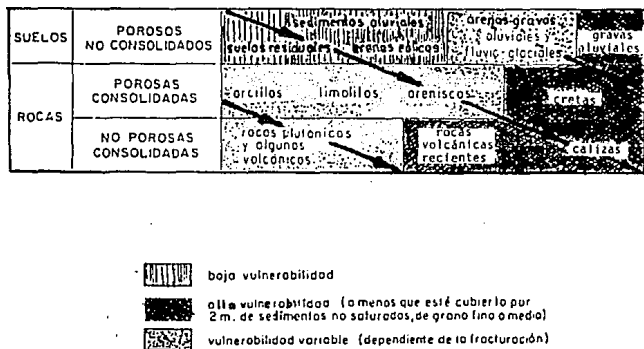 SUELOS
POROSOS
NO CONSOLIDADOS
sedimentos aluviales
suelos residuales
arenas eólicas
arenas-gravas
aluviales y
fluvio-glaciales
gravas
aluviales
ROCAS
POROSAS
CONSOLIDADAS
arcillas
limolitas
areniscas
cretas
NO POROSAS
CONSOLIDADAS
rocas plutónicas
y algunas
volcánicas
rocas
volcánicas
recientes
calizas
baja vulnerabilidad
alta vulnerabilidad (a menos que esté cubierto por
2 m. de sedimentos no saturados, de grano fino o medio)
vulnerabilidad variable (dependiente de la fracturación)